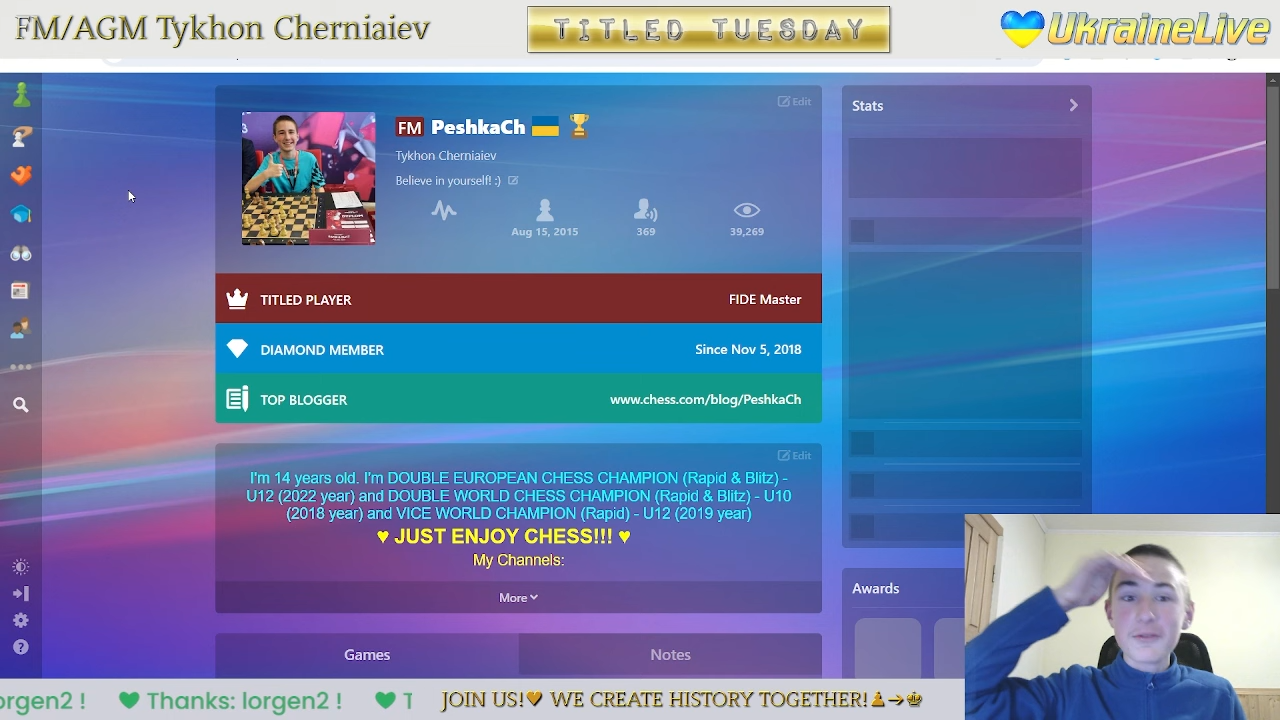 FM/AGM Tykhon Cherniaiev
TITLED TUESDAY
UkraineLive
Edit
FM PeshkaCh
Tykhon Cherniaiev
Believe in yourself! :)
Aug 15, 2015
369
39,269
TITLED PLAYER
FIDE Master
DIAMOND MEMBER
Since Nov 5, 2018
TOP BLOGGER
www.chess.com/blog/PeshkaCh
Edit
I'm 14 years old. I'm DOUBLE EUROPEAN CHESS CHAMPION (Rapid & Blitz) -
U12 (2022 year) and DOUBLE WORLD CHESS CHAMPION (Rapid & Blitz) - U10
(2018 year) and VICE WORLD CHAMPION (Rapid) - U12 (2019 year)
♥ JUST ENJOY CHESS!!! ♥
My Channels:
More
Games
Notes
Stats
Awards
orgen2 ! 💚 Thanks: lorgen2 ! 💚 T
JOIN US!🧡 WE CREATE HISTORY TOGETHER!♟→♚